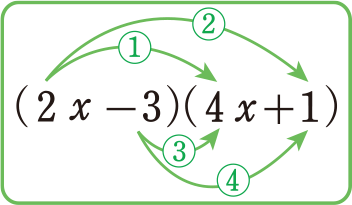 ②
①
(2x−3)(4x+1)
③
④